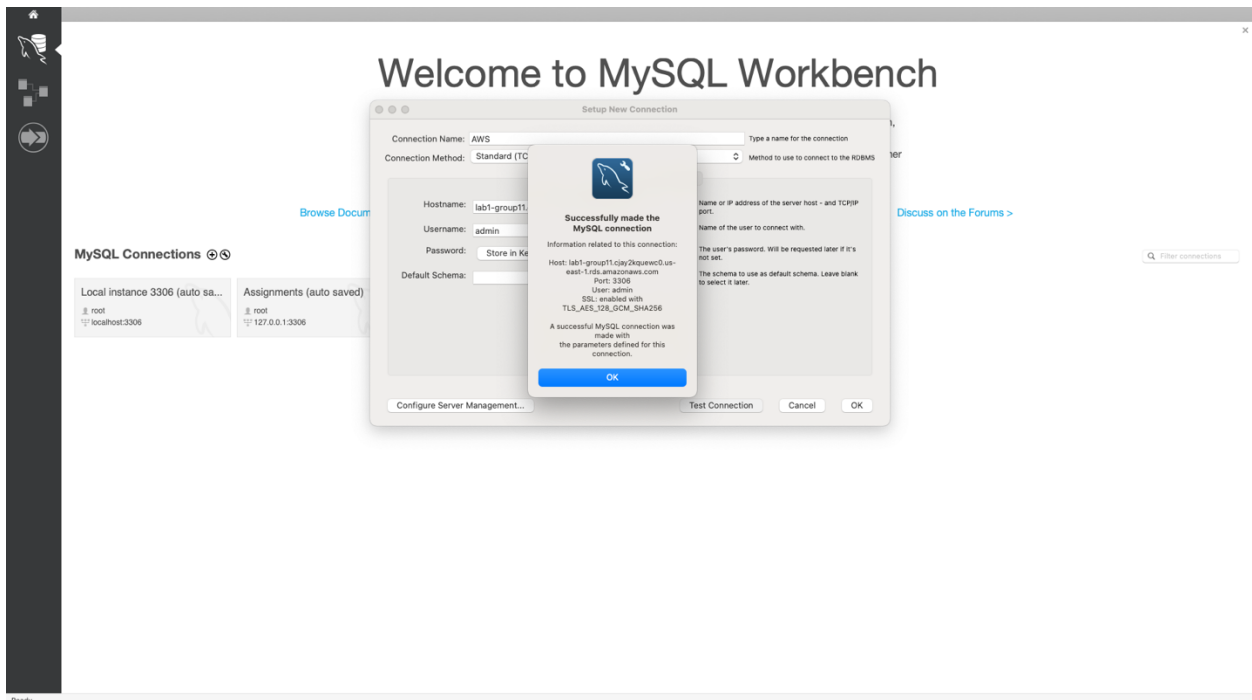 Welcome to MySQL Workbench
Setup New Connection
Connection Name: AWS
Type a name for the connection
Connection Method: Standard (TC
Method to use to connect to the RDBMS
her
Hostname: lab1-group11.
Name or IP address of the server host - and TCP/IP
port.
Username: admin
Name of the user to connect with.
Password: Store in Ke
The user's password. Will be requested later if it's
not set.
Default Schema:
The schema to use as default schema. Leave blank
to select it later.
Successfully made the
MySQL connection
Information related to this connection:
Host: lab1-group11.cjay2kquewc0.us-
east-1.rds.amazonaws.com
Port: 3306
User: admin
SSL: enabled with
TLS_AES_128_GCM_SHA256
A successful MySQL connection was
made with
the parameters defined for this
connection.
OK
Configure Server Management...
Test Connection
Cancel
OK
Browse Docum
Discuss on the Forums >
MySQL Connections
Filter connections
Local instance 3306 (auto sa...
root
localhost:3306
Assignments (auto saved)
root
127.0.0.1:3306